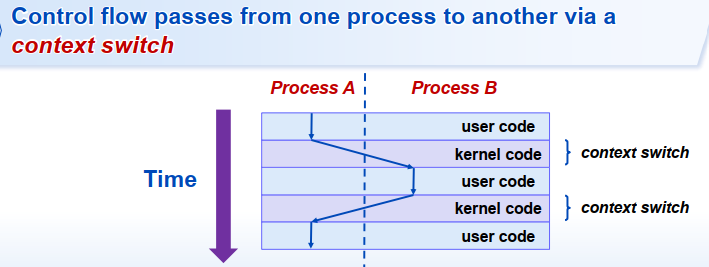 Control flow passes from one process to another via a
context switch
Process A
Process B
Time
user code
kernel code
context switch
user code
kernel code
context switch
user code